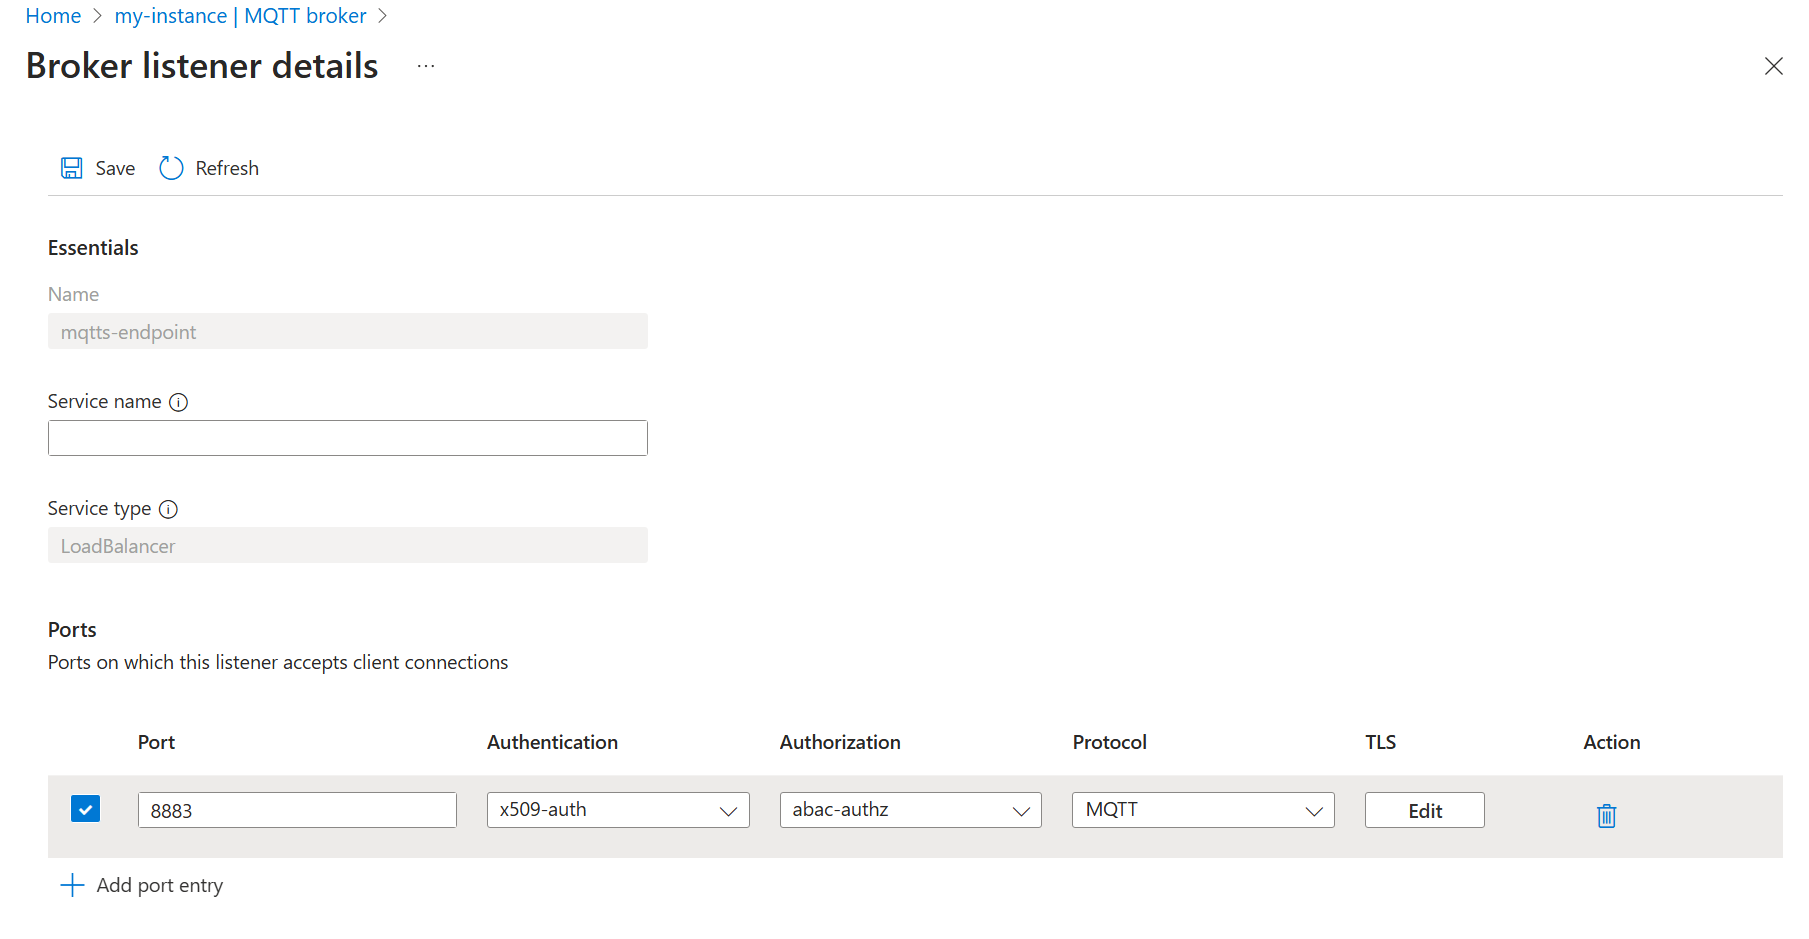 Home > my-instance | MQTT broker >
Broker listener details ...
Save Refresh
Essentials
Name
mqtts-endpoint
Service name
Service type
LoadBalancer
Ports
Ports on which this listener accepts client connections
Port Authentication Authorization Protocol TLS Action
8883 x509-auth abac-authz MQTT Edit
Add port entry